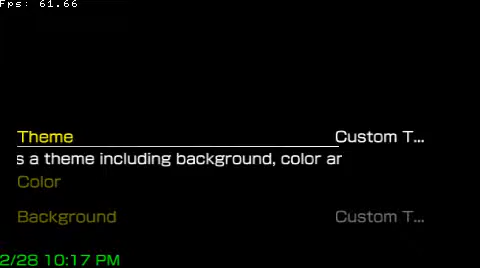 Fps: 61.66
Theme Custom T...
s a theme including background, color ar
Color
Background Custom T...
2/28 10:17 PM